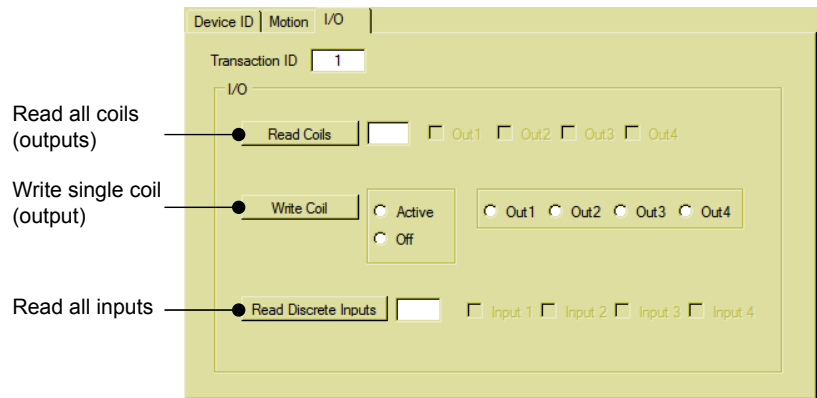 Device ID Motion I/O
Transaction ID 1
I/O
Read all coils
(outputs)
Read Coils Out1 Out2 Out3 Out4
Write single coil
(output)
Write Coil Active Out1 Out2 Out3 Out4
Off
Read all inputs Read Discrete Inputs Input 1 Input 2 Input 3 Input 4